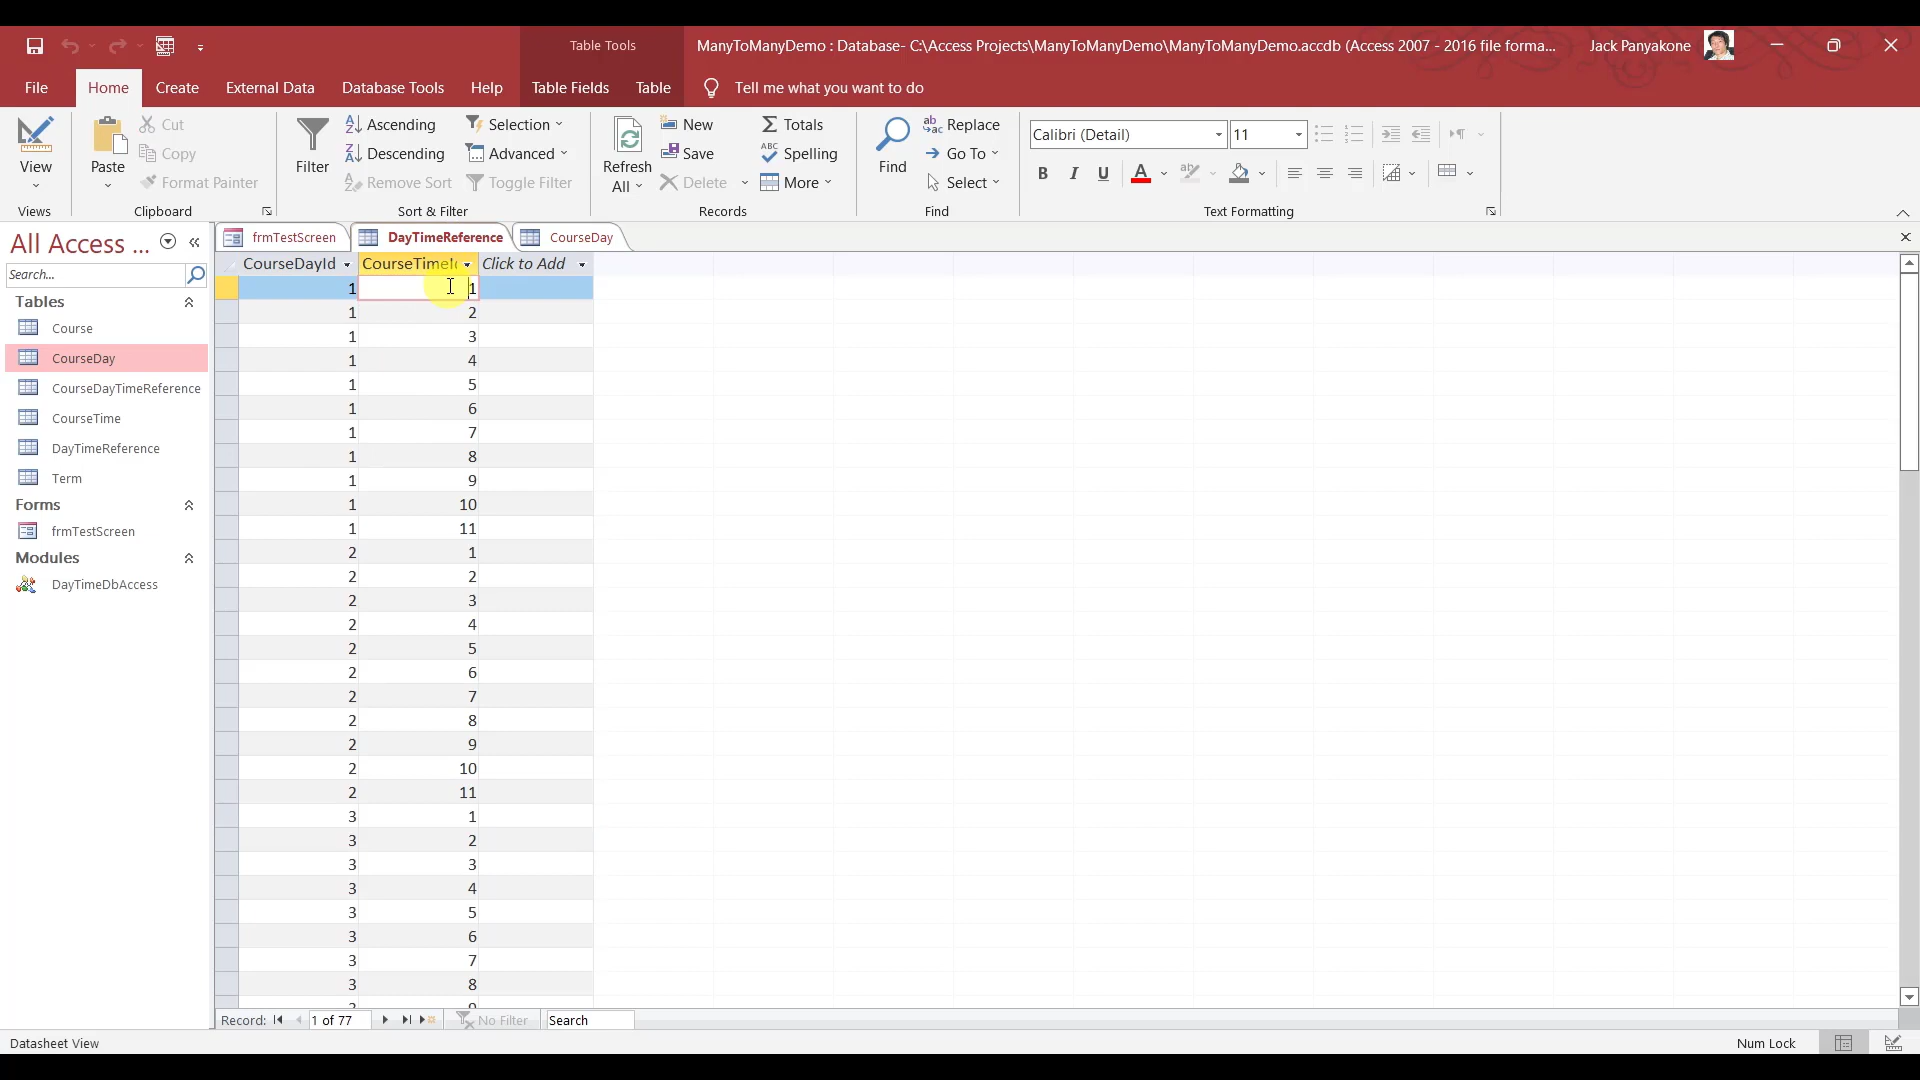 Table Tools
ManyToManyDemo : Database- C:\Access Projects\ManyToManyDemo\ManyToManyDemo.accdb (Access 2007 - 2016 file forma...
Jack Panyakone
File Home Create External Data Database Tools Help Table Fields Table Tell me what you want to do
View
Views
Paste
Cut
Copy
Format Painter
Clipboard
Filter
Ascending
Descending
Remove Sort
Selection
Advanced
Toggle Filter
Sort & Filter
Refresh
All
New
Save
Delete
Totals
Spelling
More
Records
Find
Replace
Go To
Select
Find
Calibri (Detail) 11
B I U A
Text Formatting
All Access ...
Search...
Tables
Course
CourseDay
CourseDayTimeReference
CourseTime
DayTimeReference
Term
Forms
frmTestScreen
Modules
DayTimeDbAccess
frmTestScreen DayTimeReference CourseDay
CourseDayId CourseTimeI Click to Add
1 1
1 2
1 3
1 4
1 5
1 6
1 7
1 8
1 9
1 10
1 11
2 1
2 2
2 3
2 4
2 5
2 6
2 7
2 8
2 9
2 10
2 11
3 1
3 2
3 3
3 4
3 5
3 6
3 7
3 8
Record: 1 of 77 No Filter Search
Datasheet View Num Lock